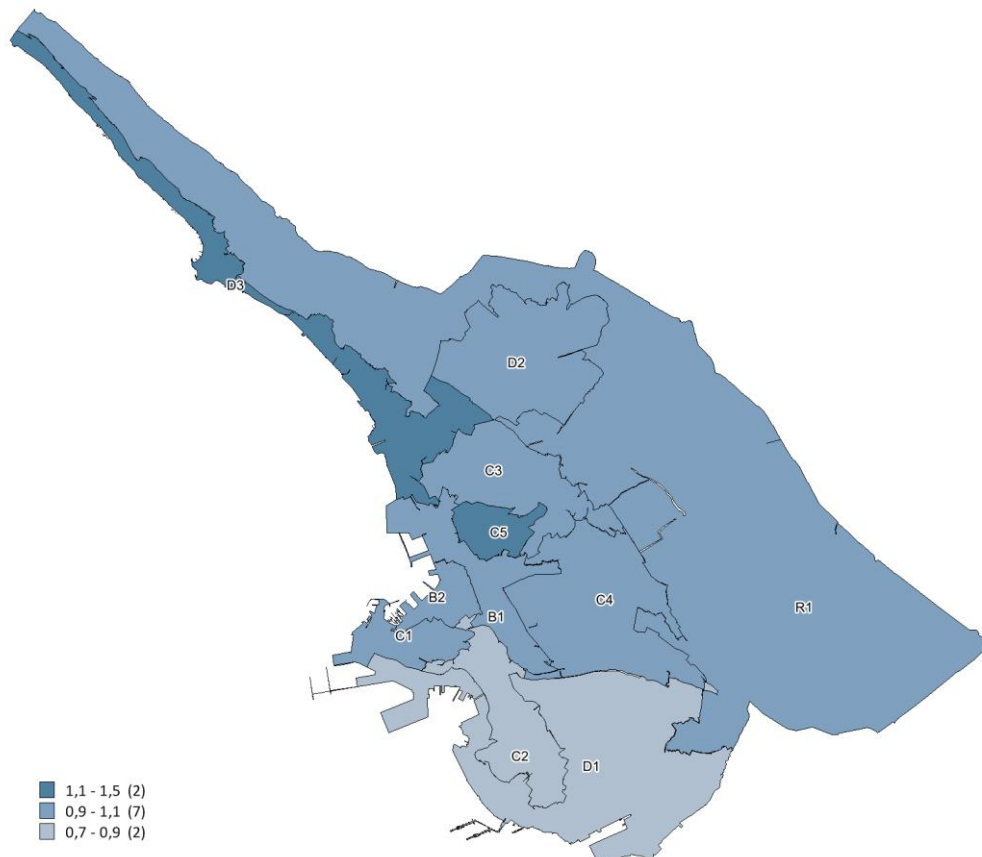 D3
D2
C3
C5
C4
B2
R1
B1
C1
C2
D1
1,1 - 1,5 (2)
0,9 - 1,1 (7)
0,7 - 0,9 (2)